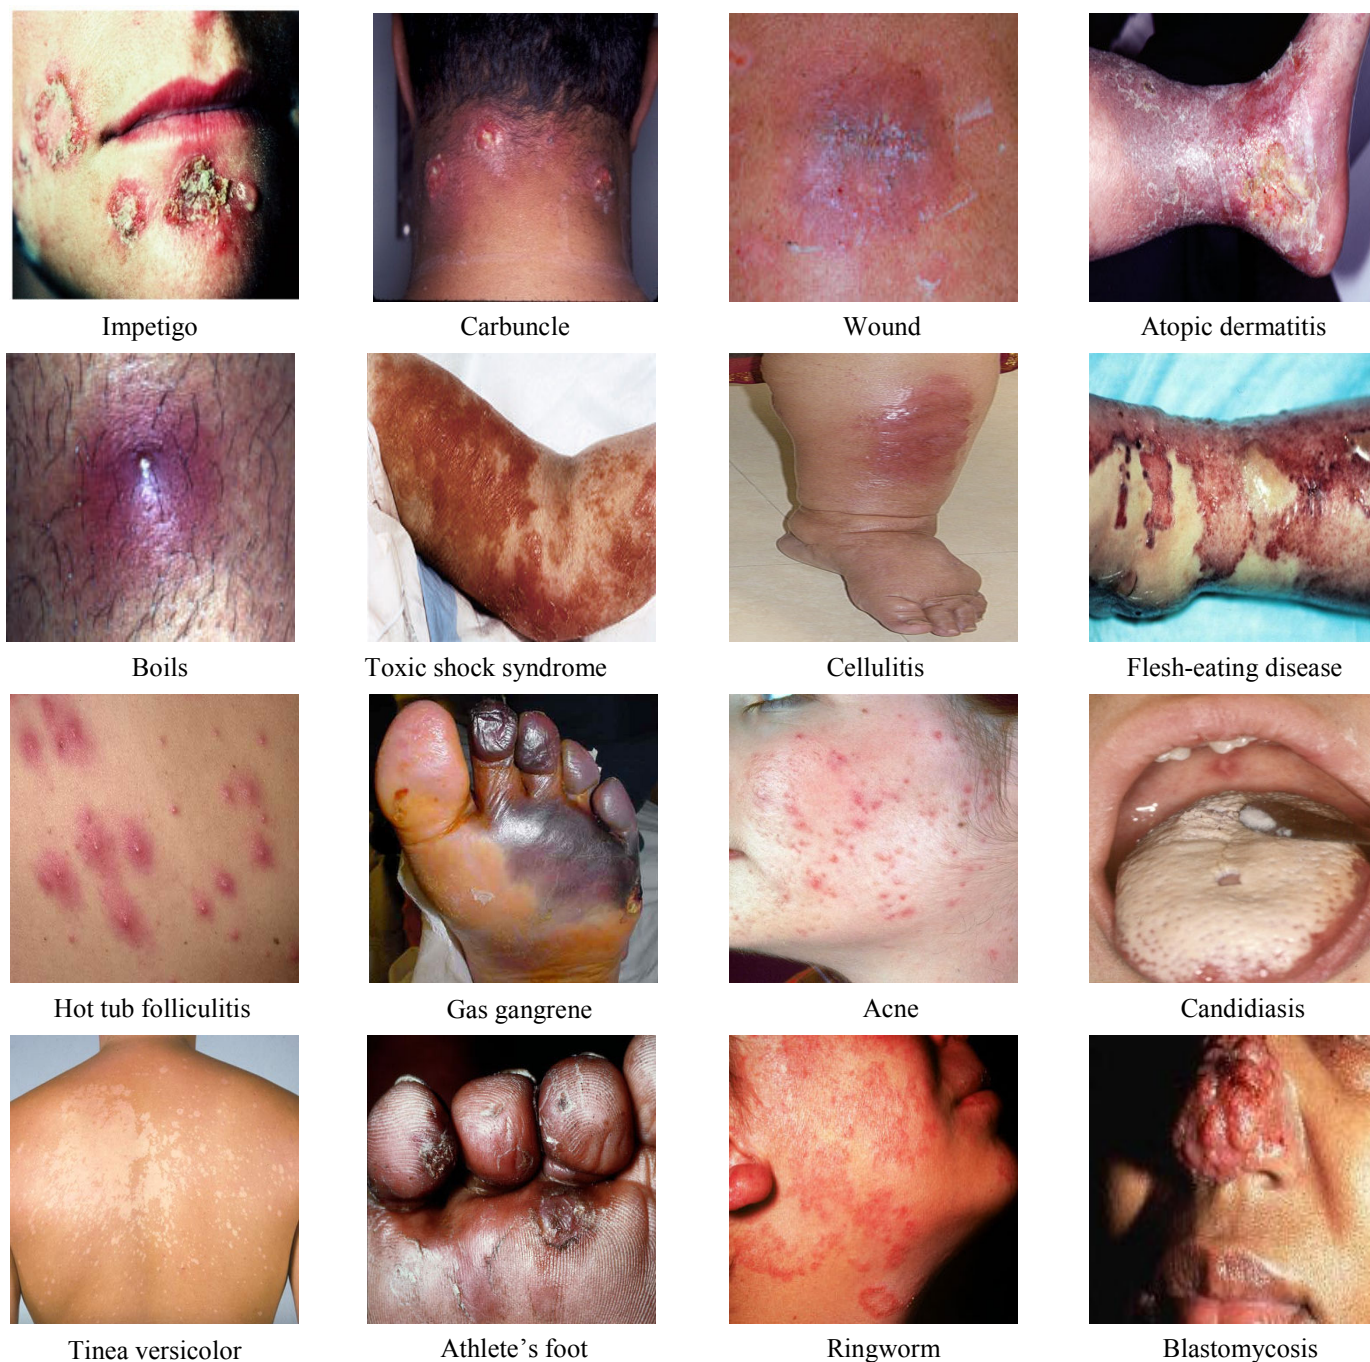 Impetigo
Carbuncle
Wound
Atopic dermatitis
Boils
Toxic shock syndrome
Cellulitis
Flesh-eating disease
Hot tub folliculitis
Gas gangrene
Acne
Candidiasis
Tinea versicolor
Athlete’s foot
Ringworm
Blastomycosis